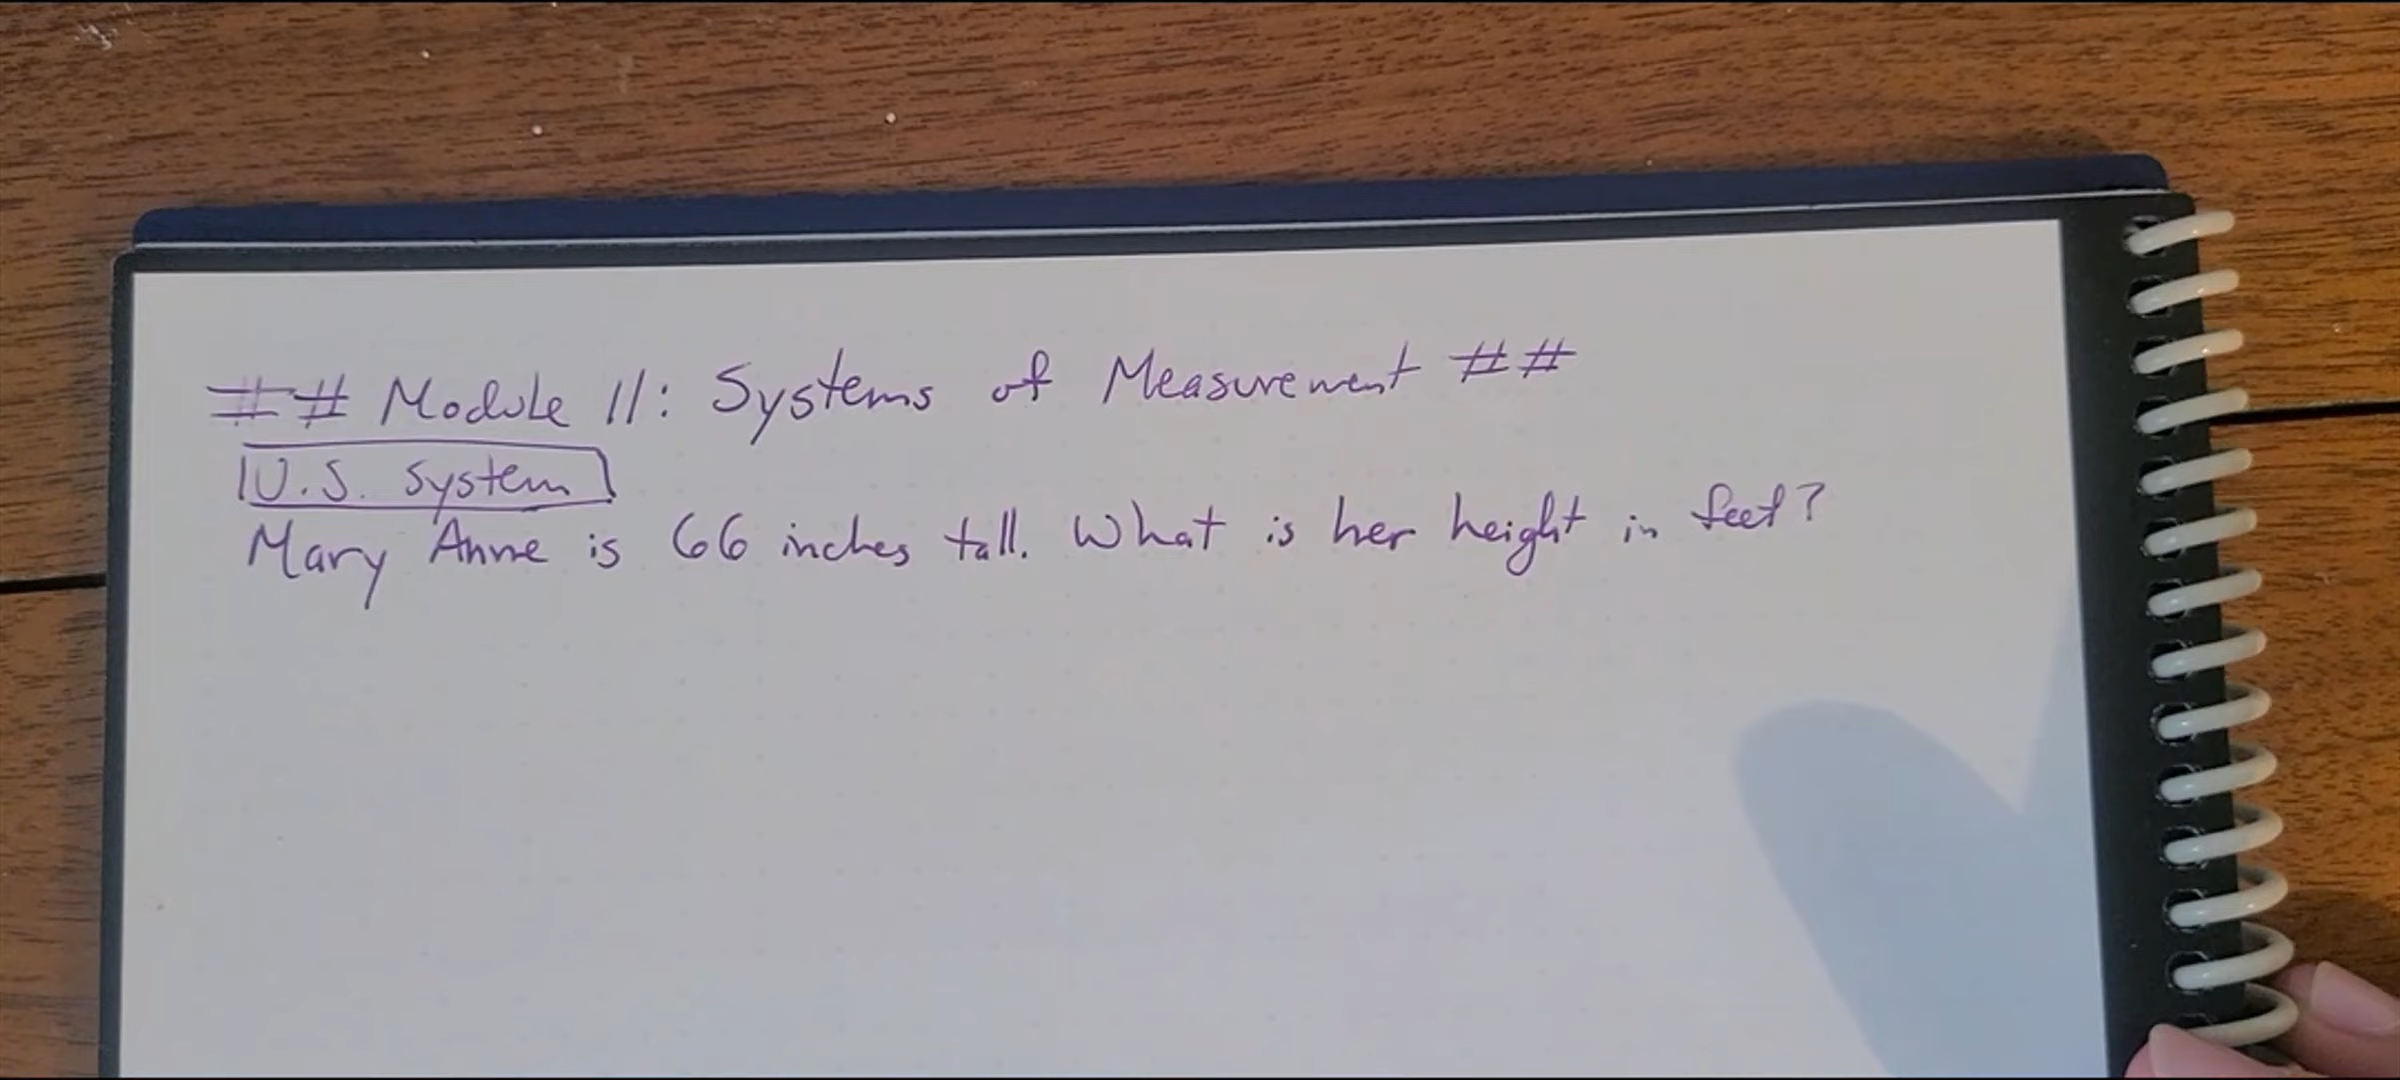 ## Module 11: Systems of Measurement ##
U.S. System
Mary Anne is 66 inches tall. What is her height in feet?